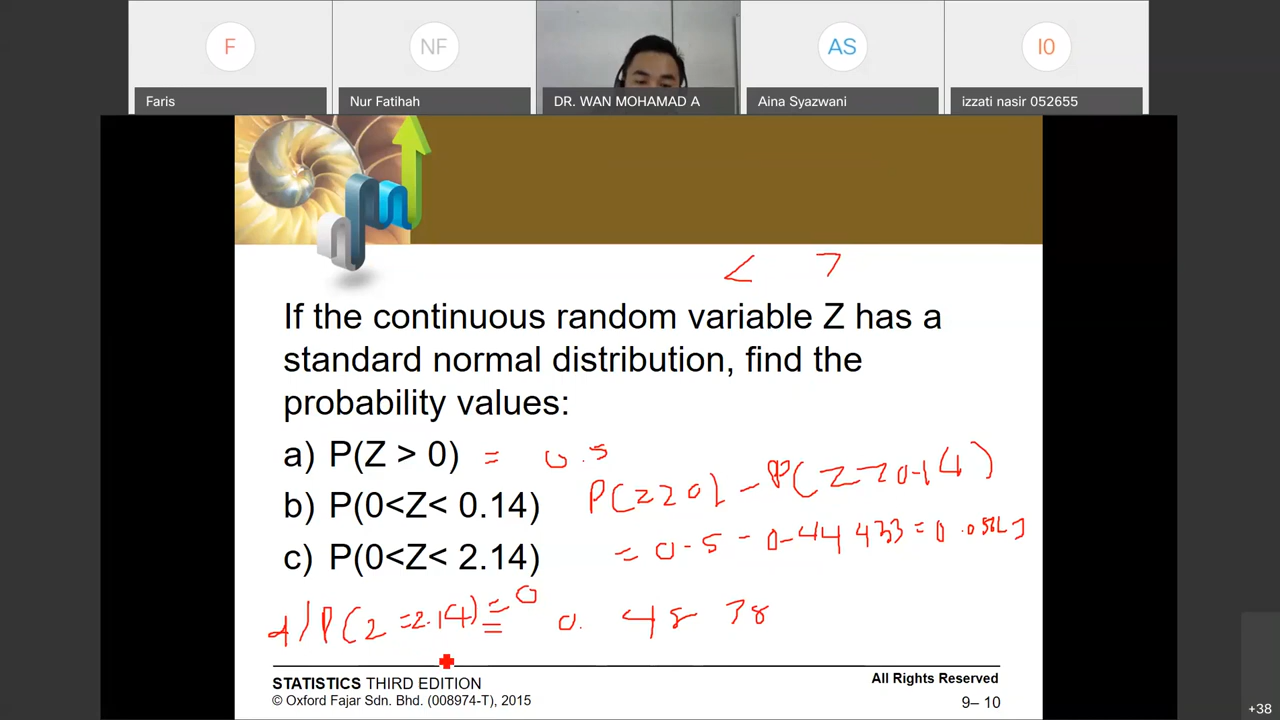 F
NF
AS
I0
Faris
Nur Fatihah
DR. WAN MOHAMAD A
Aina Syazwani
izzati nasir 052655
< >
If the continuous random variable Z has a
standard normal distribution, find the
probability values:
a) P(Z > 0) = 0.5
b) P(0<Z< 0.14) P(Z>0) - P(Z>0.14)
= 0.5 - 0.44433 =
c) P(0<Z< 2.14)
d) P(Z=2.14) = 0
0.4838
STATISTICS THIRD EDITION
© Oxford Fajar Sdn. Bhd. (008974-T), 2015
All Rights Reserved
9– 10
+38